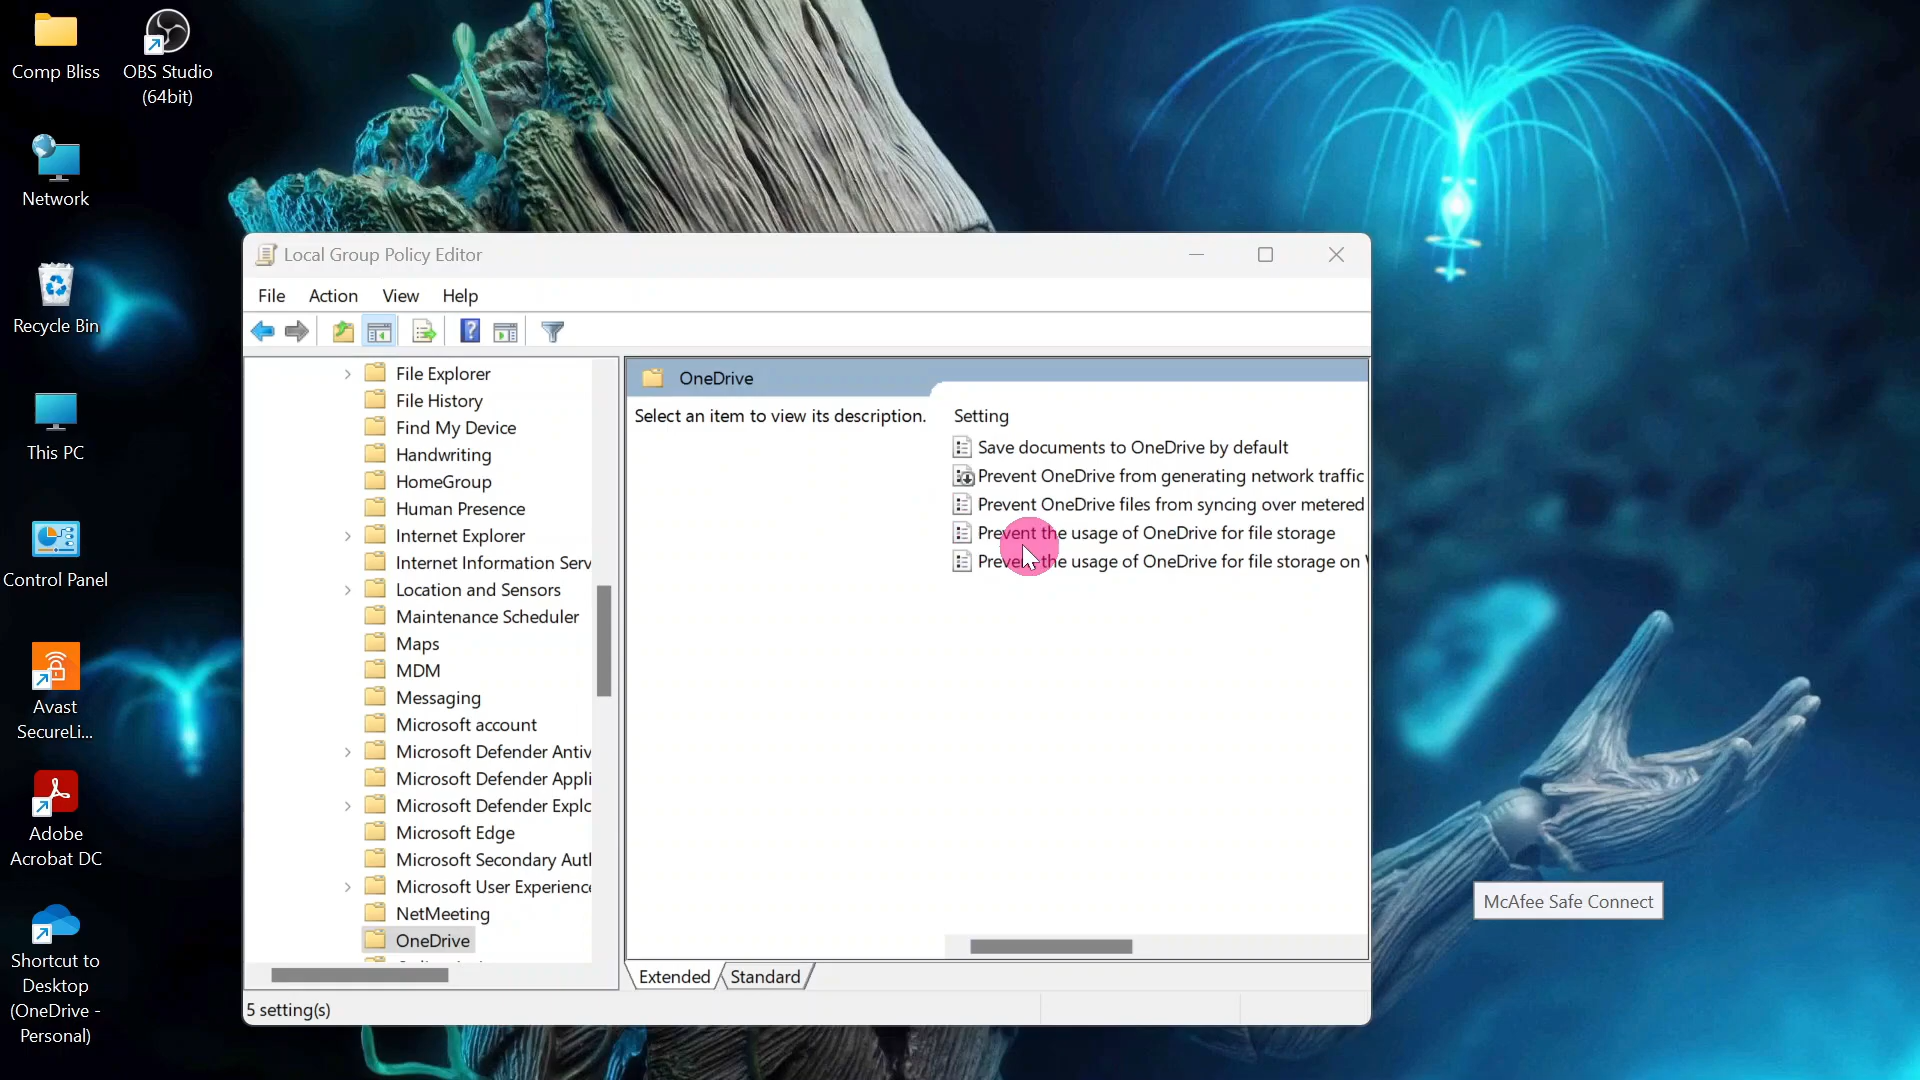 Comp Bliss
OBS Studio
(64bit)
Network
Recycle Bin
This PC
Control Panel
Avast
SecureLi...
Adobe
Acrobat DC
Shortcut to
Desktop
(OneDrive -
Personal)
Local Group Policy Editor
File Action View Help
File Explorer
File History
Find My Device
Handwriting
HomeGroup
Human Presence
Internet Explorer
Internet Information Serv
Location and Sensors
Maintenance Scheduler
Maps
MDM
Messaging
Microsoft account
Microsoft Defender Antiv
Microsoft Defender Appli
Microsoft Defender Explo
Microsoft Edge
Microsoft Secondary Auth
Microsoft User Experience
NetMeeting
OneDrive
OneDrive
Select an item to view its description.
Setting
Save documents to OneDrive by default
Prevent OneDrive from generating network traffic
Prevent OneDrive files from syncing over metered
Prevent the usage of OneDrive for file storage
Prevent the usage of OneDrive for file storage on
Extended Standard
5 setting(s)
McAfee Safe Connect